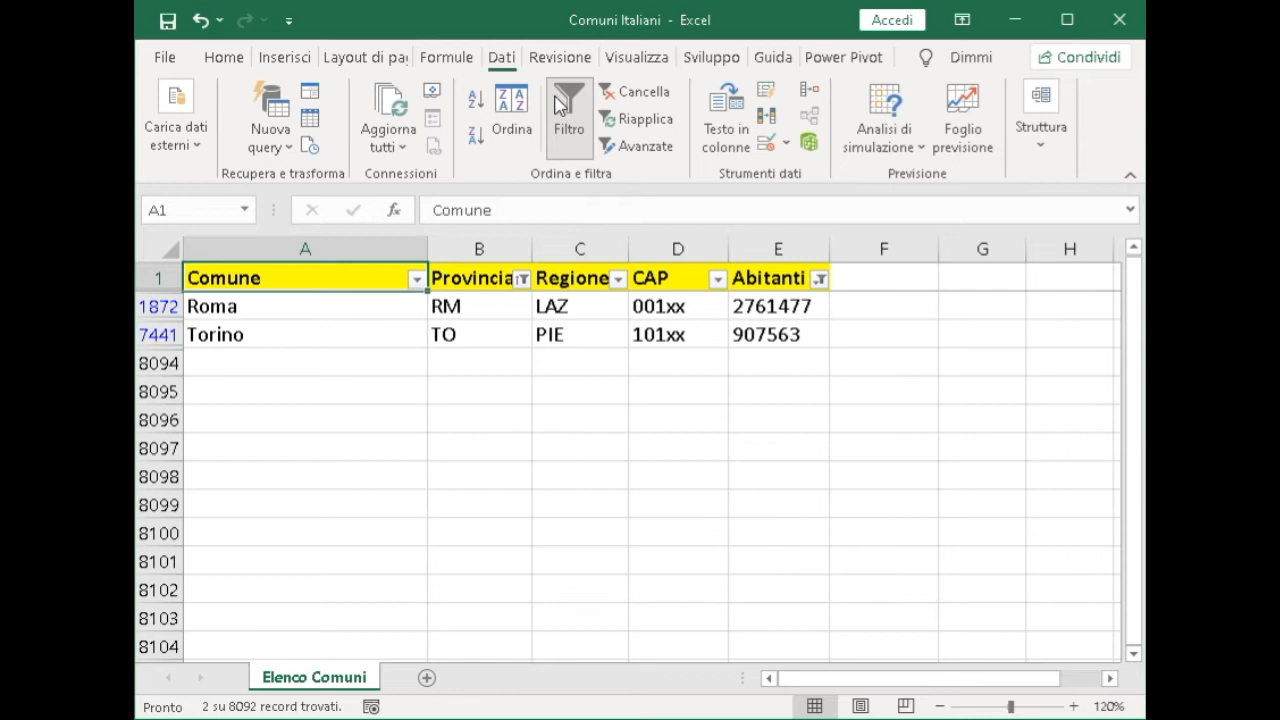 Comuni Italiani - Excel
Accedi
File Home Inserisci Layout di pa Formule Dati Revisione Visualizza Sviluppo Guida Power Pivot Dimmi Condividi
Carica dati esterni
Nova query
Aggiorna tutti
Ordina
Filtro
Cancella
Riapplica
Avanzate
Testo in colonne
Analisi di simulazione
Foglio previsione
Struttura
Recupera e trasforma Connessioni Ordina e filtra Strumenti dati Previsione
A1 fx Comune
A B C D E F G H
1 Comune Provincia Regione CAP Abitanti
1872 Roma RM LAZ 001xx 2761477
7441 Torino TO PIE 101xx 907563
8094
8095
8096
8097
8098
8099
8100
8101
8102
8103
8104
Elenco Comuni
Pronto 2 su 8092 record trovati. 120%